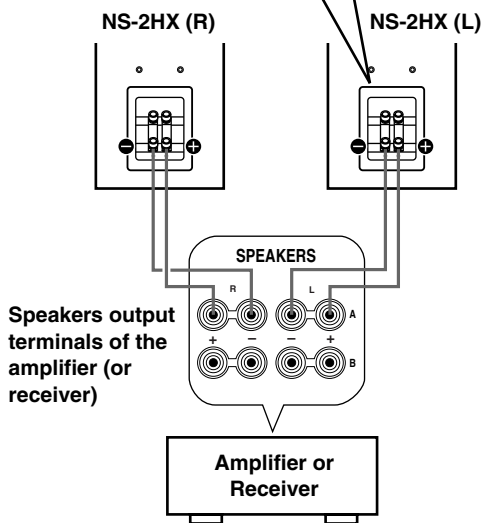 NS-2HX (R)
NS-2HX (L)
– +
– +
SPEAKERS
R L
A
+ – – +
B
Speakers output
terminals of the
amplifier (or
receiver)
Amplifier or
Receiver